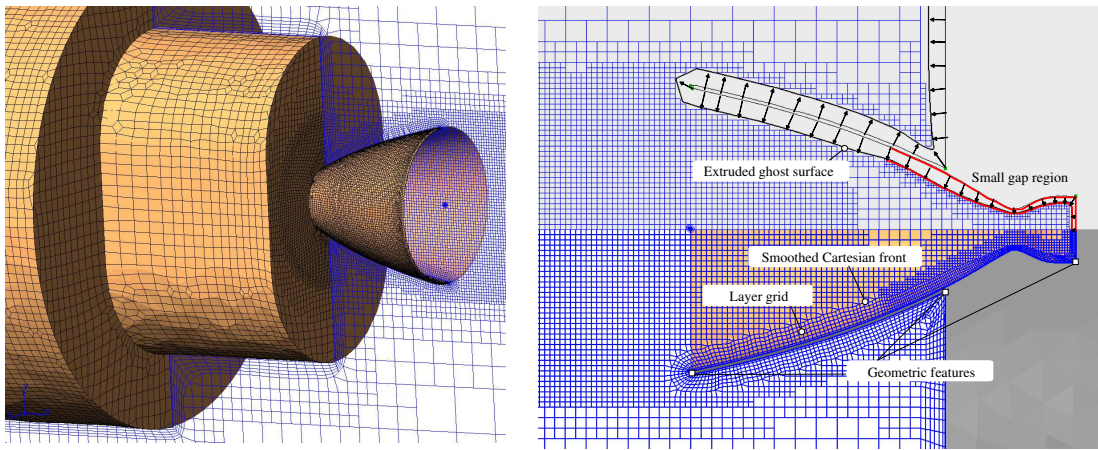 Extruded ghost surface
Small gap region
Smoothed Cartesian front
Layer grid
Geometric features